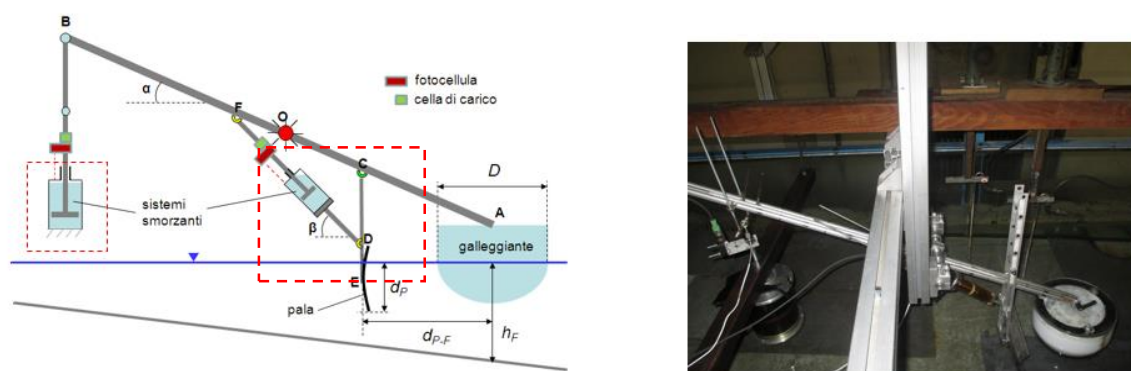 B
α
F
O
fotocellula
cella di carico
C
D
A
sistemi
smorzanti
β
D
galleggiante
E
d_P
pala
d_P-F
h_F